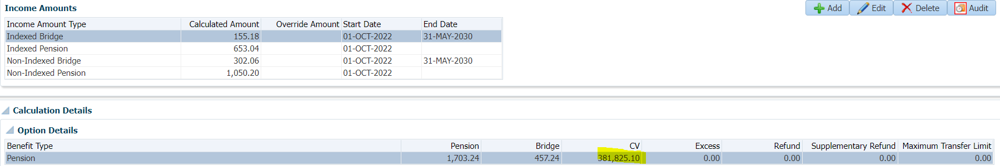 Income Amounts Add Edit Delete Audit
Income Amount Type Calculated Amount Override Amount Start Date End Date
Indexed Bridge 155.18 01-OCT-2022 31-MAY-2030
Indexed Pension 653.04 01-OCT-2022
Non-Indexed Bridge 302.06 01-OCT-2022 31-MAY-2030
Non-Indexed Pension 1,050.20 01-OCT-2022
Calculation Details
Option Details
Benefit Type Pension Bridge CV Excess Refund Supplementary Refund Maximum Transfer Limit
Pension 1,703.24 457.24 381,825.10 0.00 0.00 0.00 0.00